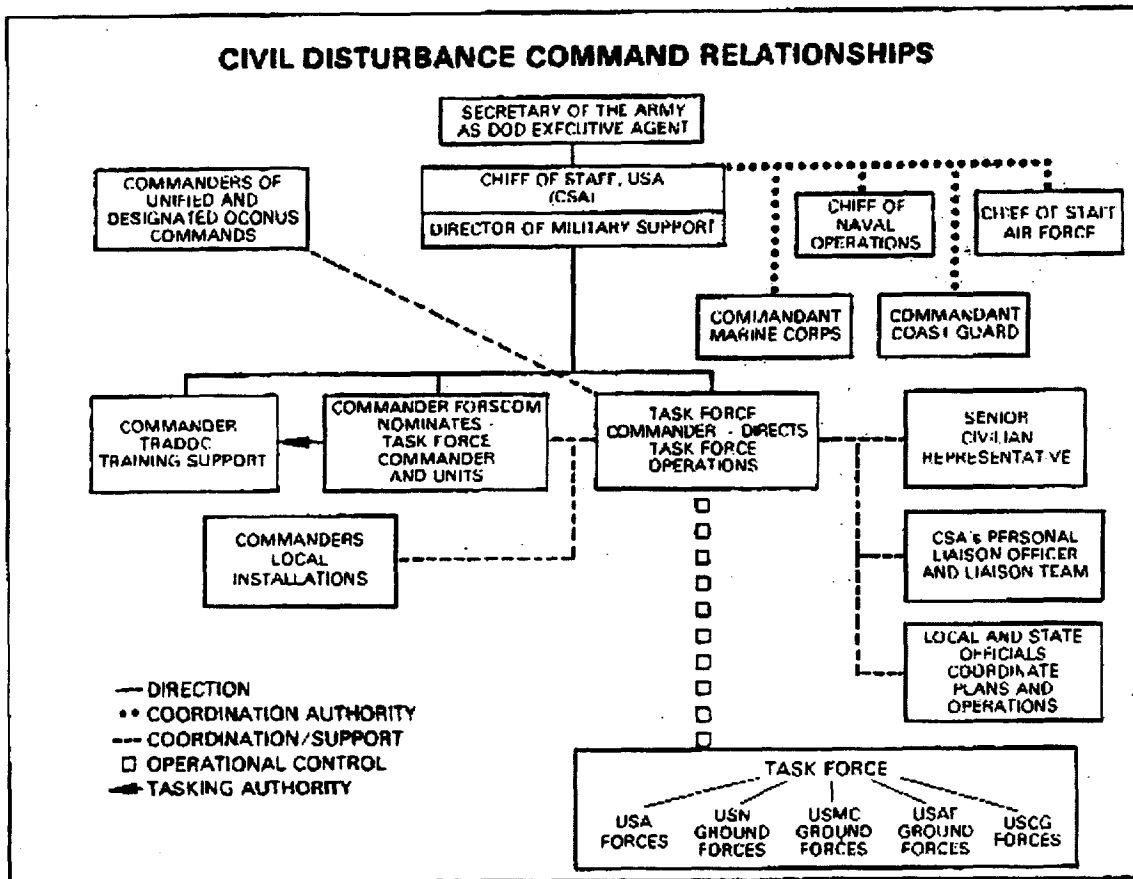 CIVIL DISTURBANCE COMMAND RELATIONSHIPS
SECRETARY OF THE ARMY
AS DOD EXECUTIVE AGENT
COMMANDERS OF
UNIFIED AND
DESIGNATED OCONUS
COMMANDS
CHIEF OF STAFF, USA
(CSA)
DIRECTOR OF MILITARY SUPPORT
CHIEF OF
NAVAL
OPERATIONS
CHIEF OF STAFF
AIR FORCE
COMMANDANT
MARINE CORPS
COMMANDANT
COAST GUARD
COMMANDER
TRADOC
TRAINING SUPPORT
COMMANDER FORSCOM
NOMINATES -
TASK FORCE
COMMANDER
AND UNITS
TASK FORCE
COMMANDER - DIRECTS
TASK FORCE
OPERATIONS
SENIOR
CIVILIAN
REPRESENTATIVE
COMMANDERS
LOCAL
INSTALLATIONS
CSA's PERSONAL
LIAISON OFFICER
AND LIAISON TEAM
LOCAL AND STATE
OFFICIALS
COORDINATE
PLANS AND
OPERATIONS
DIRECTION
COORDINATION AUTHORITY
COORDINATION/SUPPORT
OPERATIONAL CONTROL
TASKING AUTHORITY
TASK FORCE
USA
FORCES
USN
GROUND
FORCES
USMC
GROUND
FORCES
USAF
GROUND
FORCES
USCG
FORCES